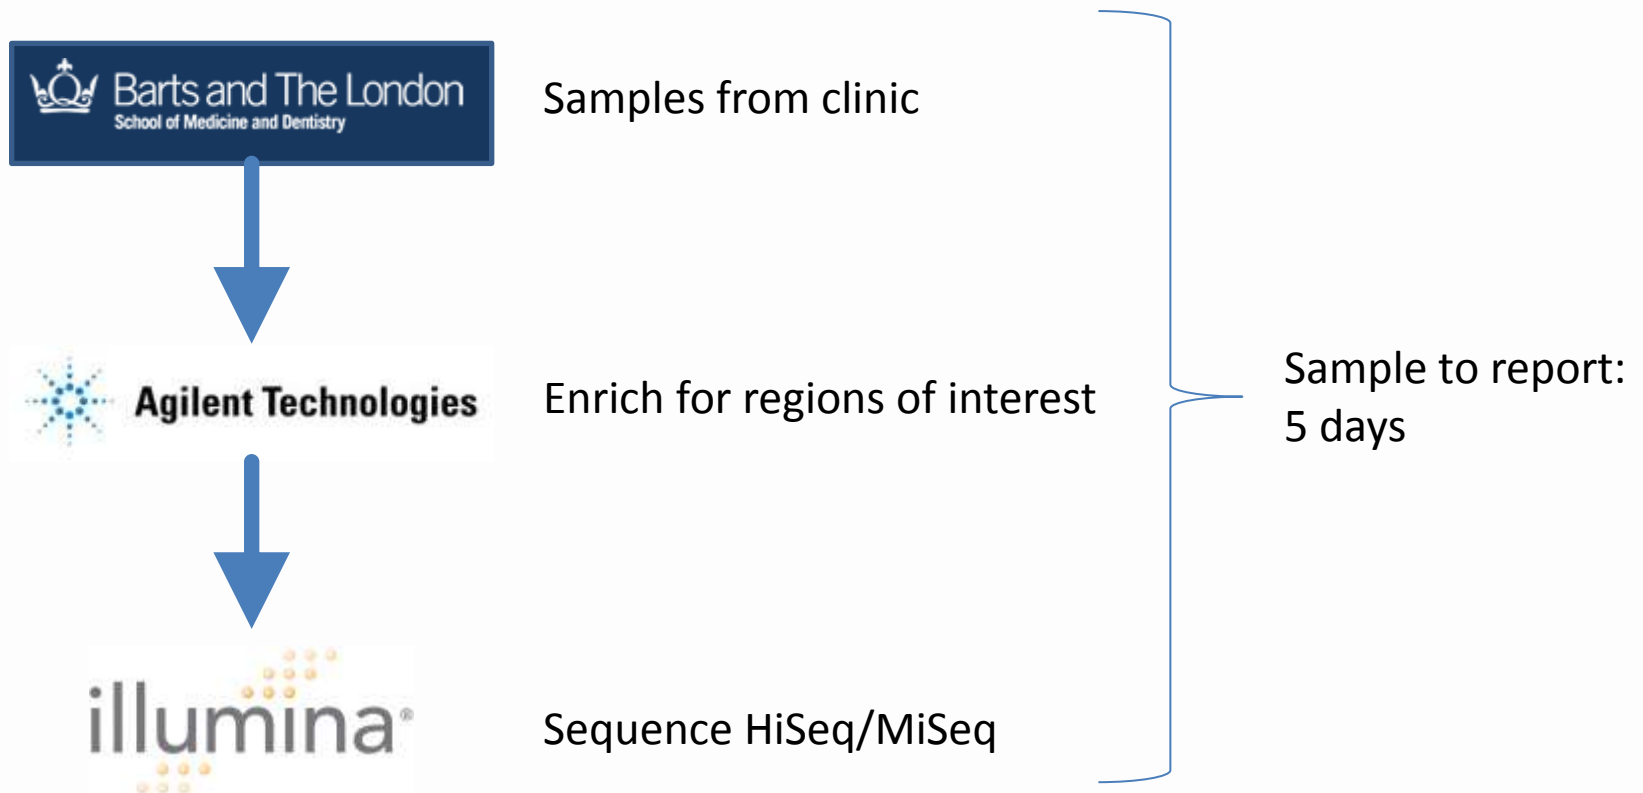 Barts and The London
School of Medicine and Dentistry
Samples from clinic
Agilent Technologies
Enrich for regions of interest
Sample to report:
5 days
illumina®
Sequence HiSeq/MiSeq